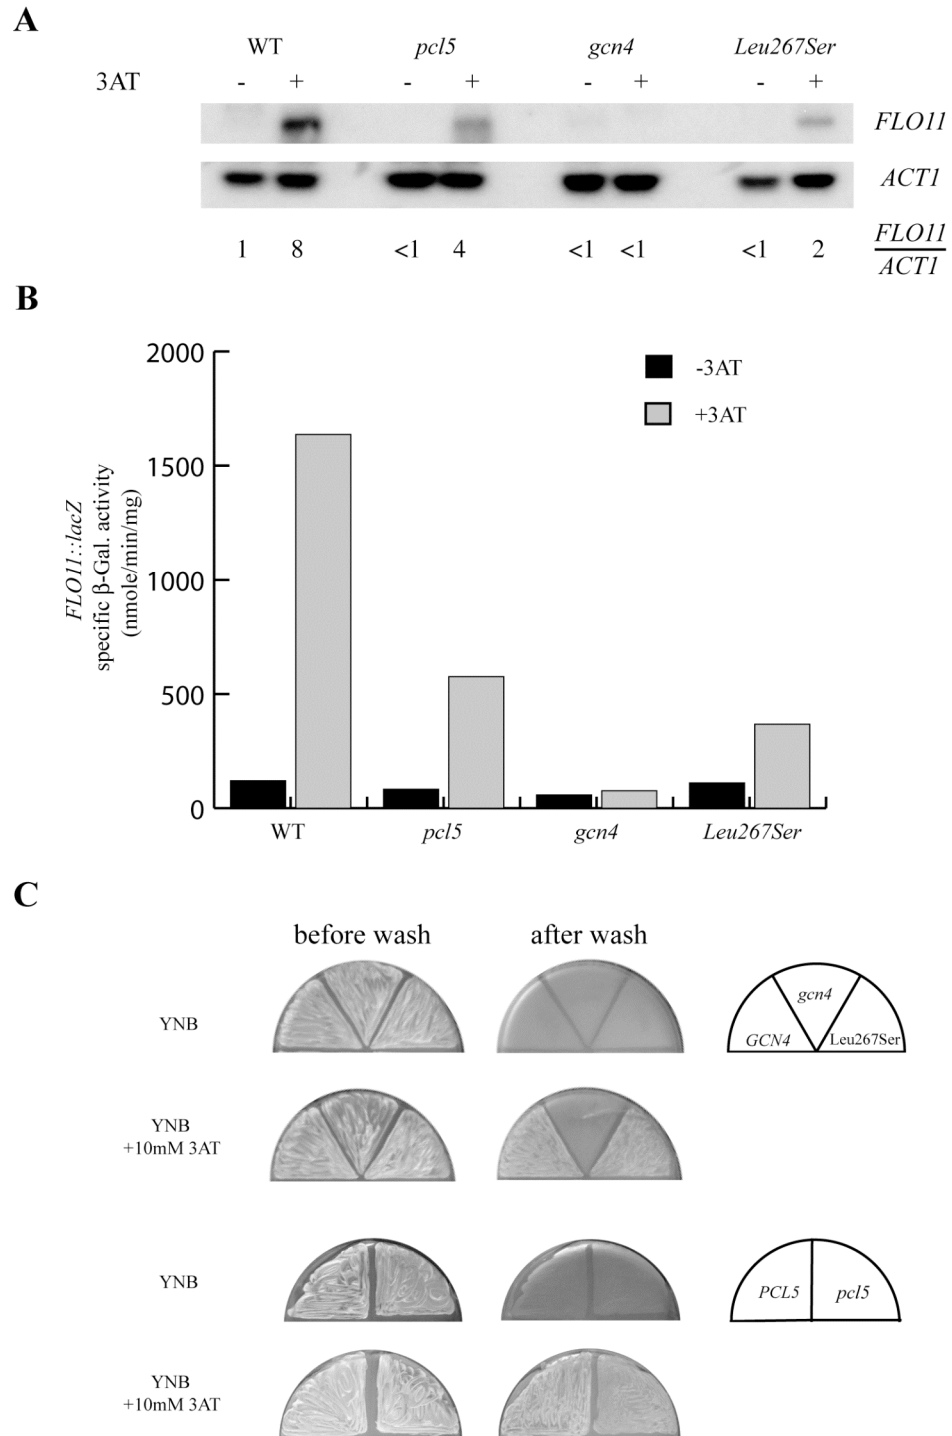 A
WT pcl5 gcn4 Leu267Ser
3AT - + - + - + - +
FLO11
ACT1
1 8 <1 4 <1 <1 <1 2
FLO11
ACT1
B
2000
1500
1000
500
0
-3AT
+3AT
FLO11::lacZ
specific β-Gal. activity
(nmole/min/mg)
WT pcl5 gcn4 Leu267Ser
C
before wash after wash
YNB
gcn4
GCN4 Leu267Ser
YNB
+10mM 3AT
YNB
PCL5 pcl5
YNB
+10mM 3AT